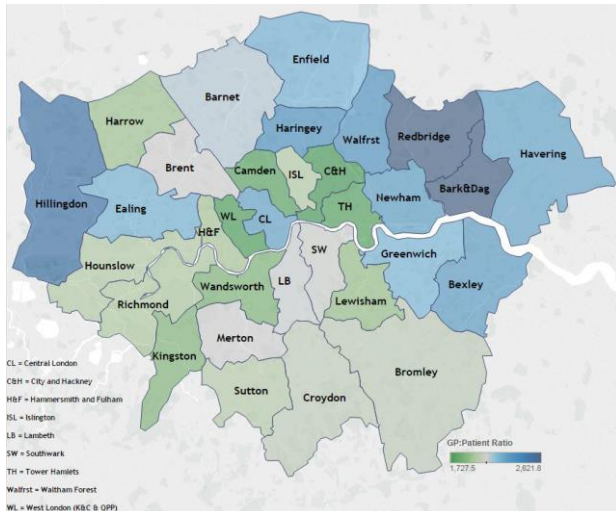 Enfield
Barnet
Harrow
Haringey
Walfrst
Redbridge
Havering
Brent
Camden
ISL
C&H
Hillingdon
Ealing
Newham
Bark&Dag
WL
CL
TH
H&F
SW
Greenwich
Hounslow
LB
Bexley
Richmond
Wandsworth
Lewisham
Merton
Kingston
Bromley
Sutton
Croydon
CL = Central London
C&H = City and Hackney
H&F = Hammersmith and Fulham
ISL = Islington
LB = Lambeth
SW = Southwark
TH = Tower Hamlets
Walfrst = Waltham Forest
WL = West London (K&C & QPP)
GP:Patient Ratio
1,727.5 2,621.8